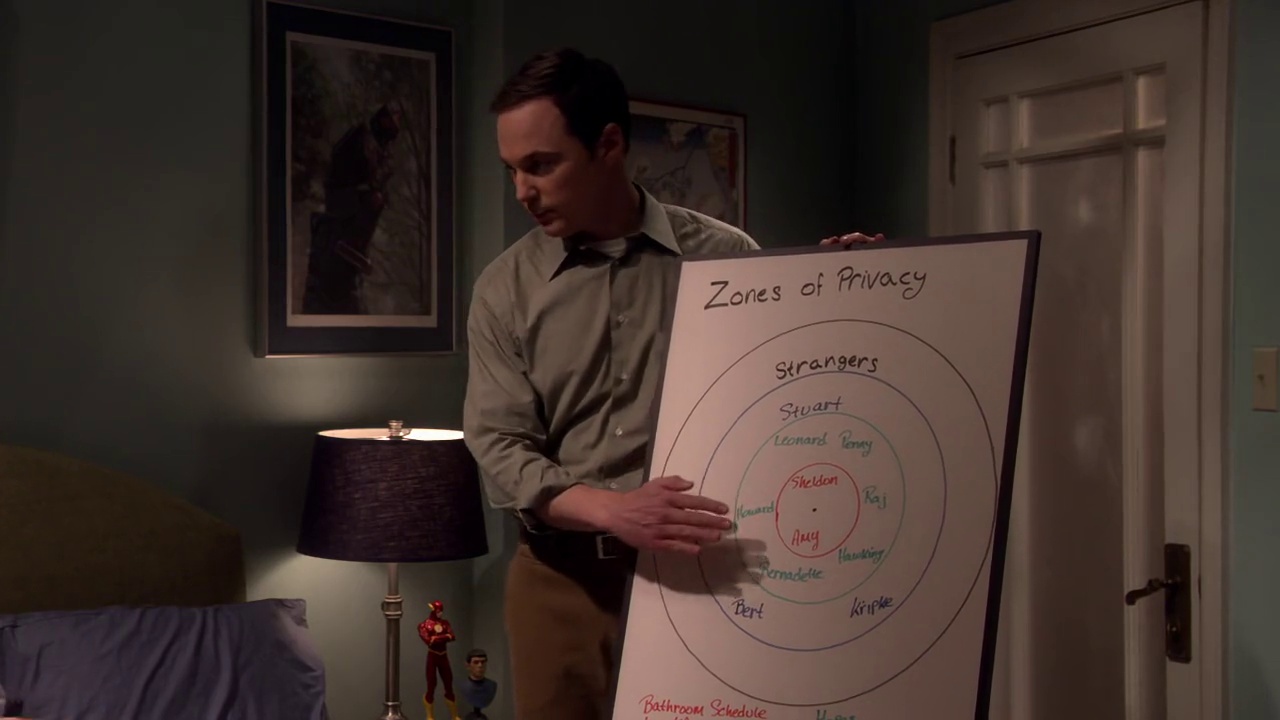 Zones of Privacy
Strangers
Stuart
Leonard Penny
Sheldon
Howard
Raj
Amy
Hawking
Bernadette
Bert
Kripke
Bathroom Schedule